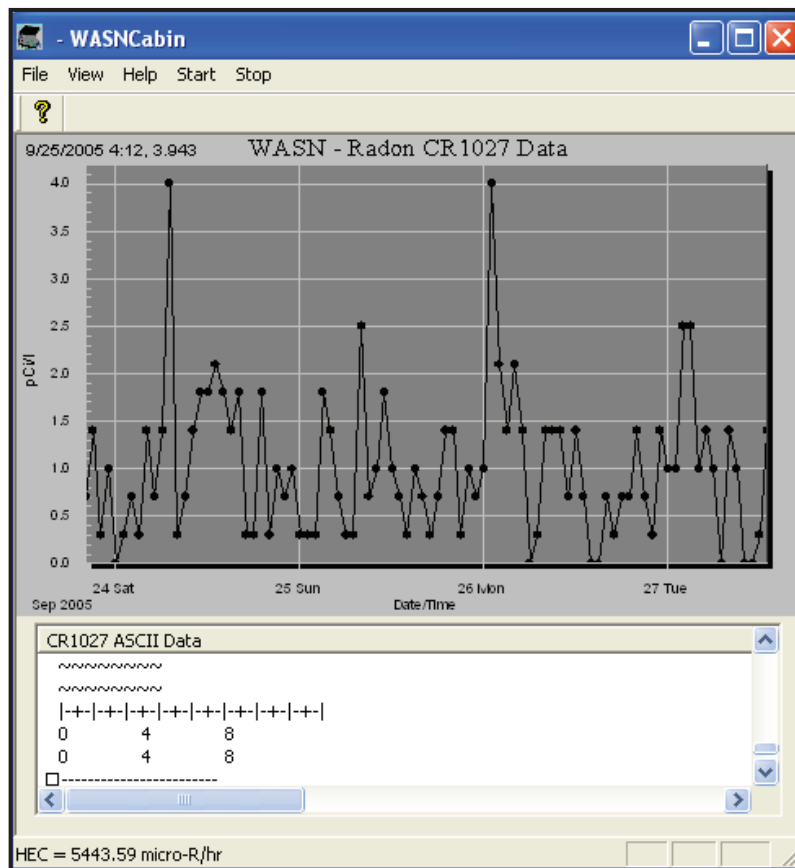 - WASNCabin
File View Help Start Stop
?
9/25/2005 4:12, 3.943 WASN - Radon CR1027 Data
4.0
3.5
3.0
2.5
2.0
1.5
1.0
0.5
0.0
pCi/l
24 Sat 25 Sun 26 Mon 27 Tue
Sep 2005 Date/Time
CR1027 ASCII Data
~~~~~~~~
~~~~~~~~
|-+-|-+-|-+-|-+-|-+-|-+-|-+-|-+-|
0 4 8
0 4 8
□------------------------
HEC = 5443.59 micro-R/hr